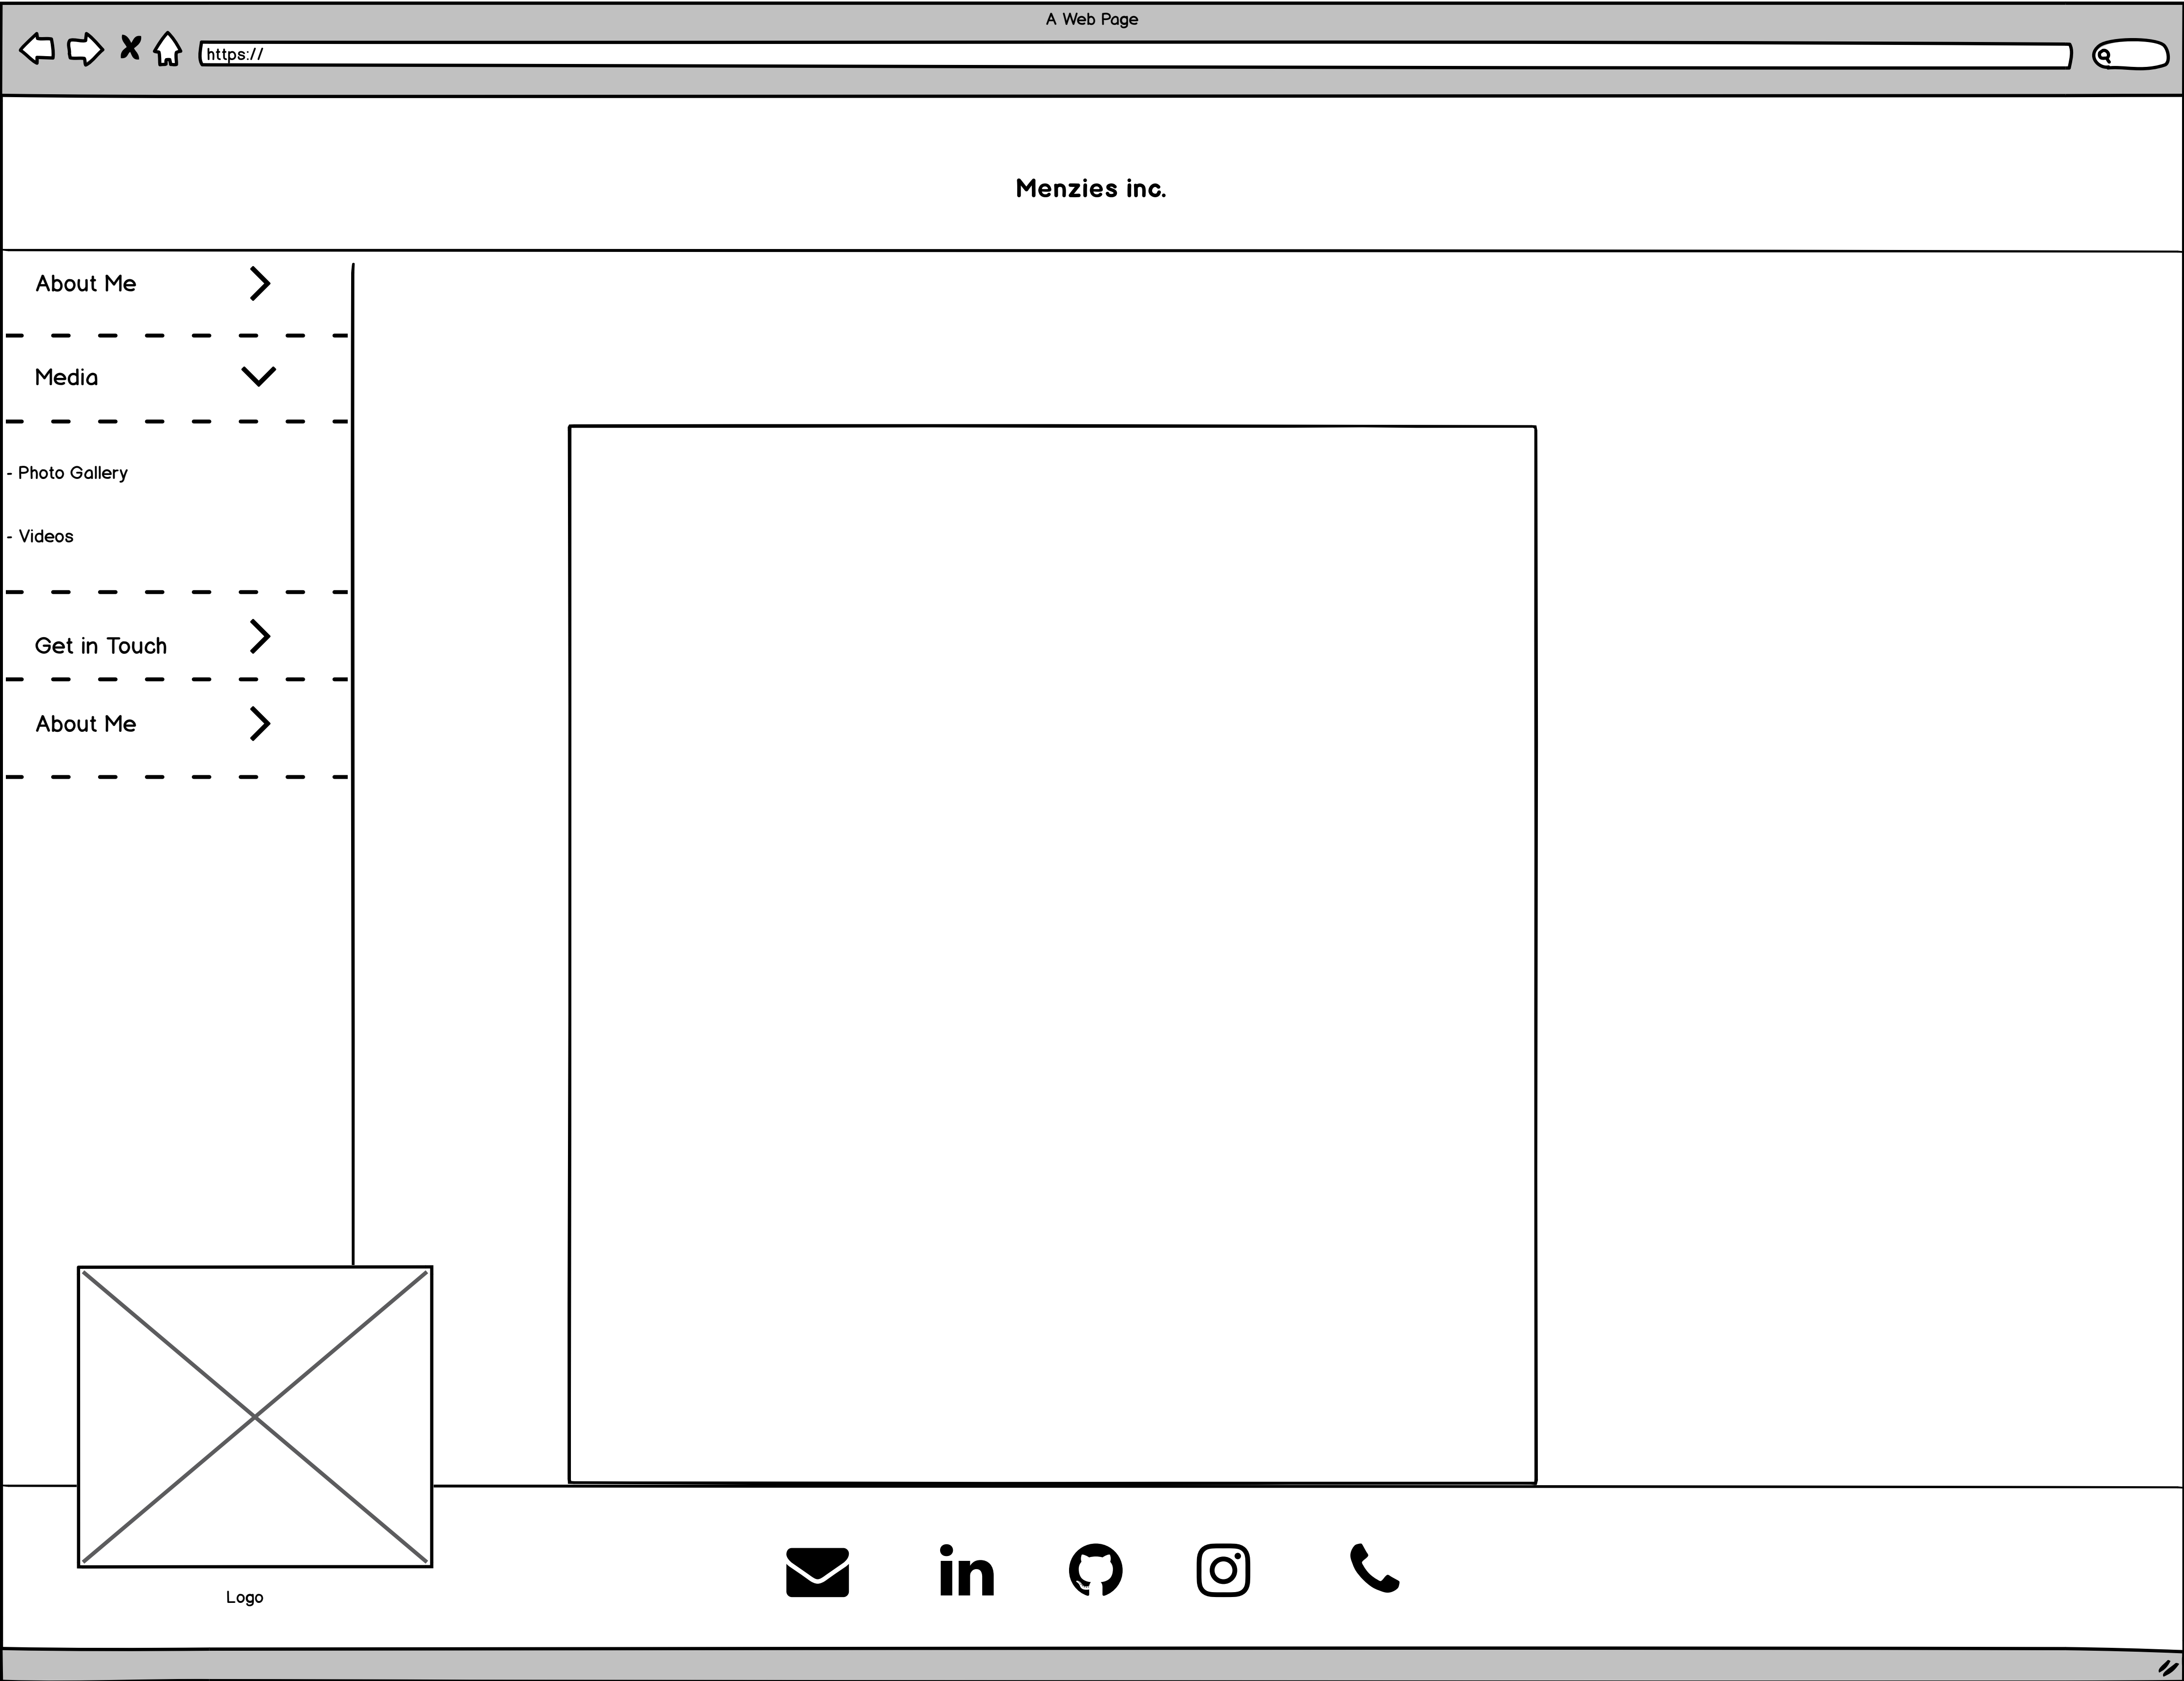 A Web Page
https://
Menzies inc.
About Me
Media
- Photo Gallery
- Videos
Get in Touch
About Me
Logo